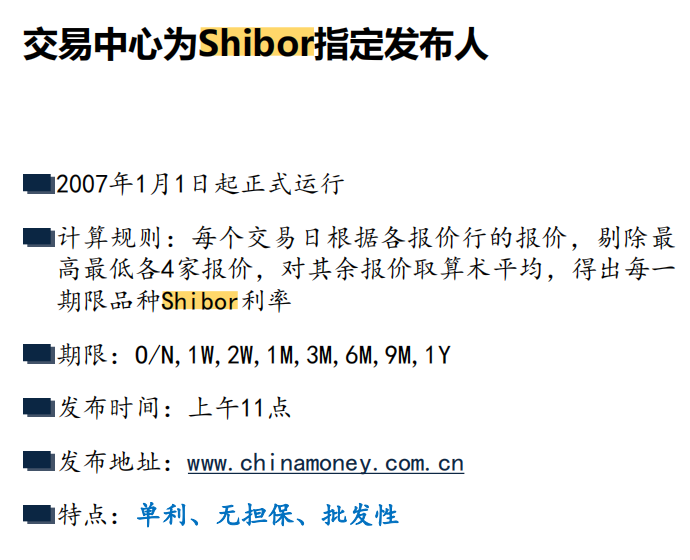 交易中心为Shibor指定发布人
2007年1月1日起正式运行
计算规则：每个交易日根据各报价行的报价，剔除最
高最低各4家报价，对其余报价取算术平均，得出每一
期限品种Shibor利率
期限：O/N,1W,2W,1M,3M,6M,9M,1Y
发布时间：上午11点
发布地址：www.chinamoney.com.cn
特点：单利、无担保、批发性